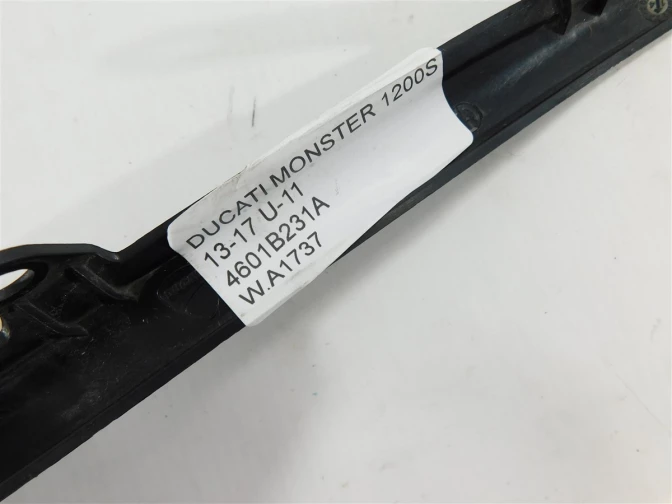 DUCATI MONSTER 1200S
13-17 U-11
4601B231A
W.A1737